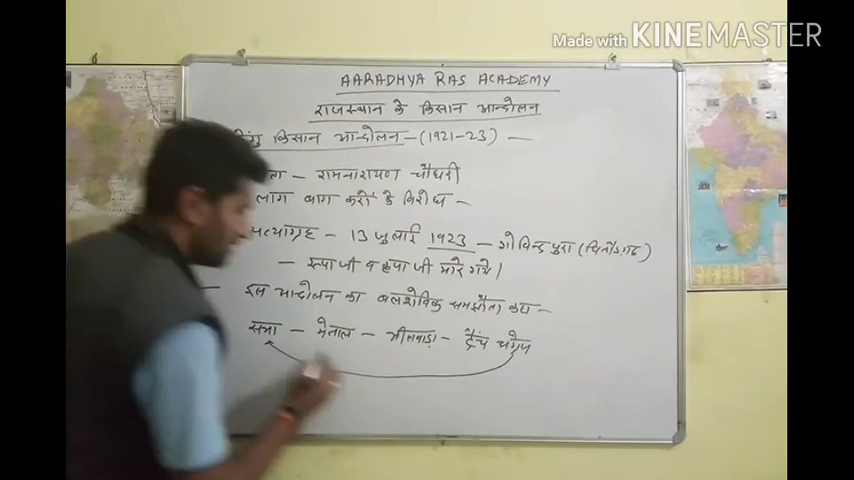 Made with KINEMASTER
AARADHYA RAS ACADEMY
राजस्थान के किसान आन्दोलन
किसान आन्दोलन - (1921-23) -
- रामनारायण चौधरी
लाग बाग करों के विरोध -
सत्याग्रह - 13 जुलाई 1923 - गोविन्दपुरा (चित्तौड़गढ़)
- रूपाजी व कृपाजी मारे गये।
- इस आन्दोलन का बलशेविक समझौता कहा -
सभा - मेनाल - भीलवाड़ा - ट्रेंच